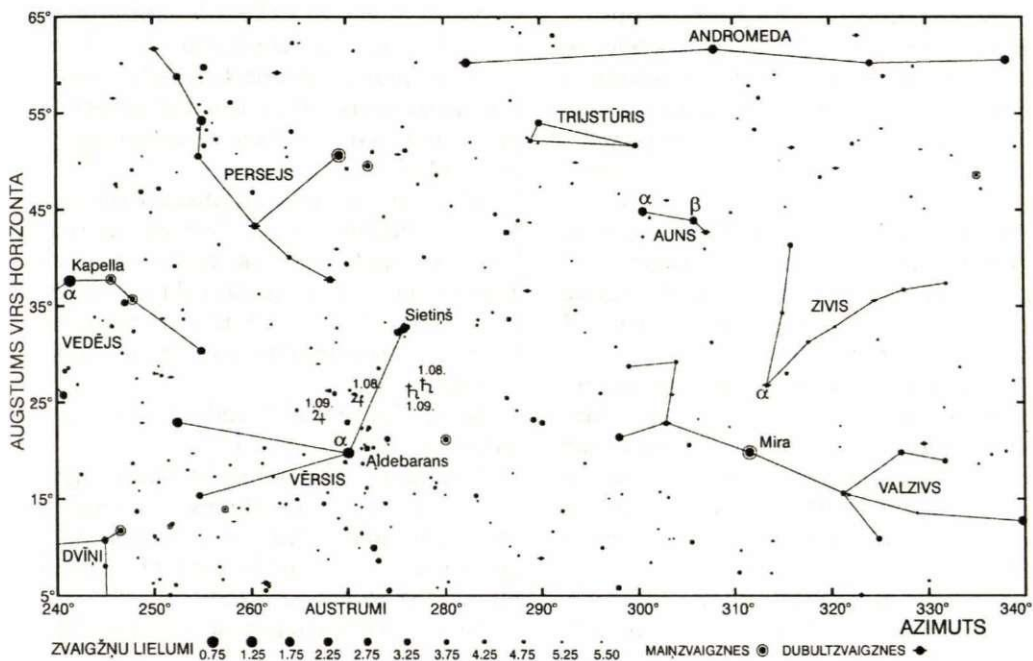 65°
55°
45°
35°
25°
15°
5°
AUGSTUMS VIRS HORIZONTA
ANDROMEDA
TRIJSTŪRIS
PERSEJS
α β
AUNS
Kapella
α
VEDĒJS
ZIVIS
Sietiņš
α
1.08. ♃
1.09. ♃
1.08. ♄
♄ 1.09.
α
Aldebarans
VĒRSIS
Mira
VALZIVS
DVĪŅI
240° 250° 260° AUSTRUMI 280° 290° 300° 310° 320° 330° 340°
AZIMUTS
ZVAIGŽŅU LIELUMI 0.75 1.25 1.75 2.25 2.75 3.25 3.75 4.25 4.75 5.25 5.50 MAIŅZVAIGZNES DUBULTZVAIGZNES